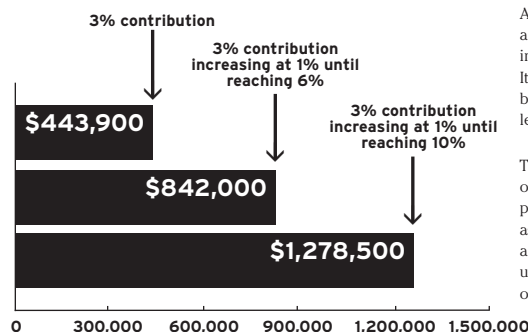 3% contribution
3% contribution
increasing at 1% until
reaching 6%
3% contribution
increasing at 1% until
reaching 10%
$443,900
$842,000
$1,278,500
0 300,000 600,000 900,000 1,200,000 1,500,000